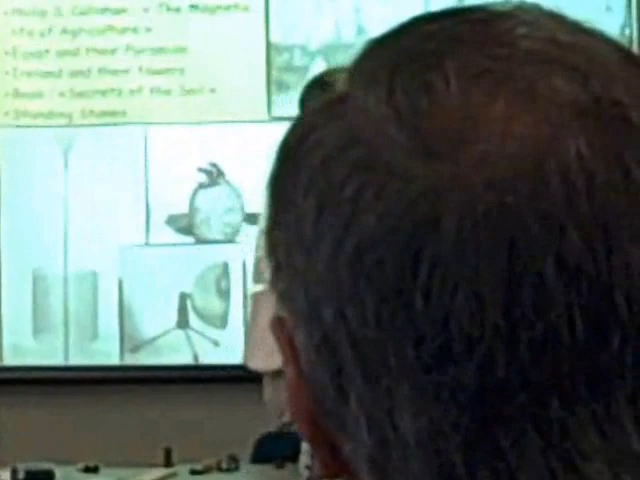 • Philip S. Callahan : « The Magnetic
life of Agriculture »
• Egypt and their Pyramids
• Ireland and their Towers
• Book : « Secrets of the Soil »
• Standing Stones